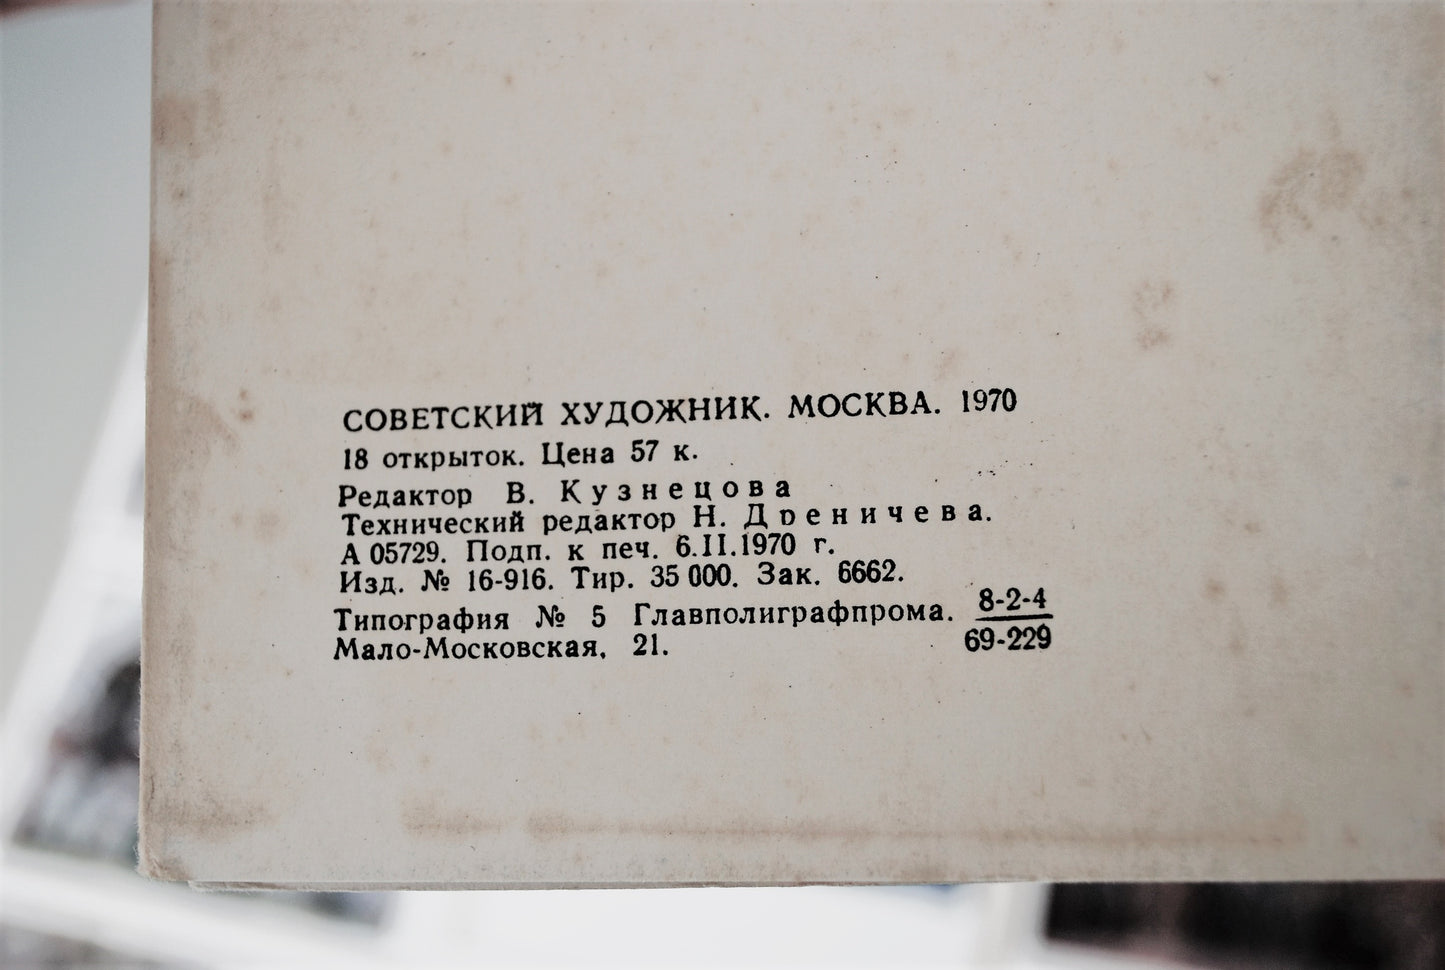 СОВЕТСКИЙ ХУДОЖНИК. МОСКВА. 1970
18 открыток. Цена 57 к.
Редактор В. Кузнецова
Технический редактор Н. Дреничева.
А 05729. Подп. к печ. 6.II.1970 г.
Изд. № 16-916. Тир. 35 000. Зак. 6662.
Типография № 5 Главполиграфпрома. 8-2-4
Мало-Московская, 21. 69-229